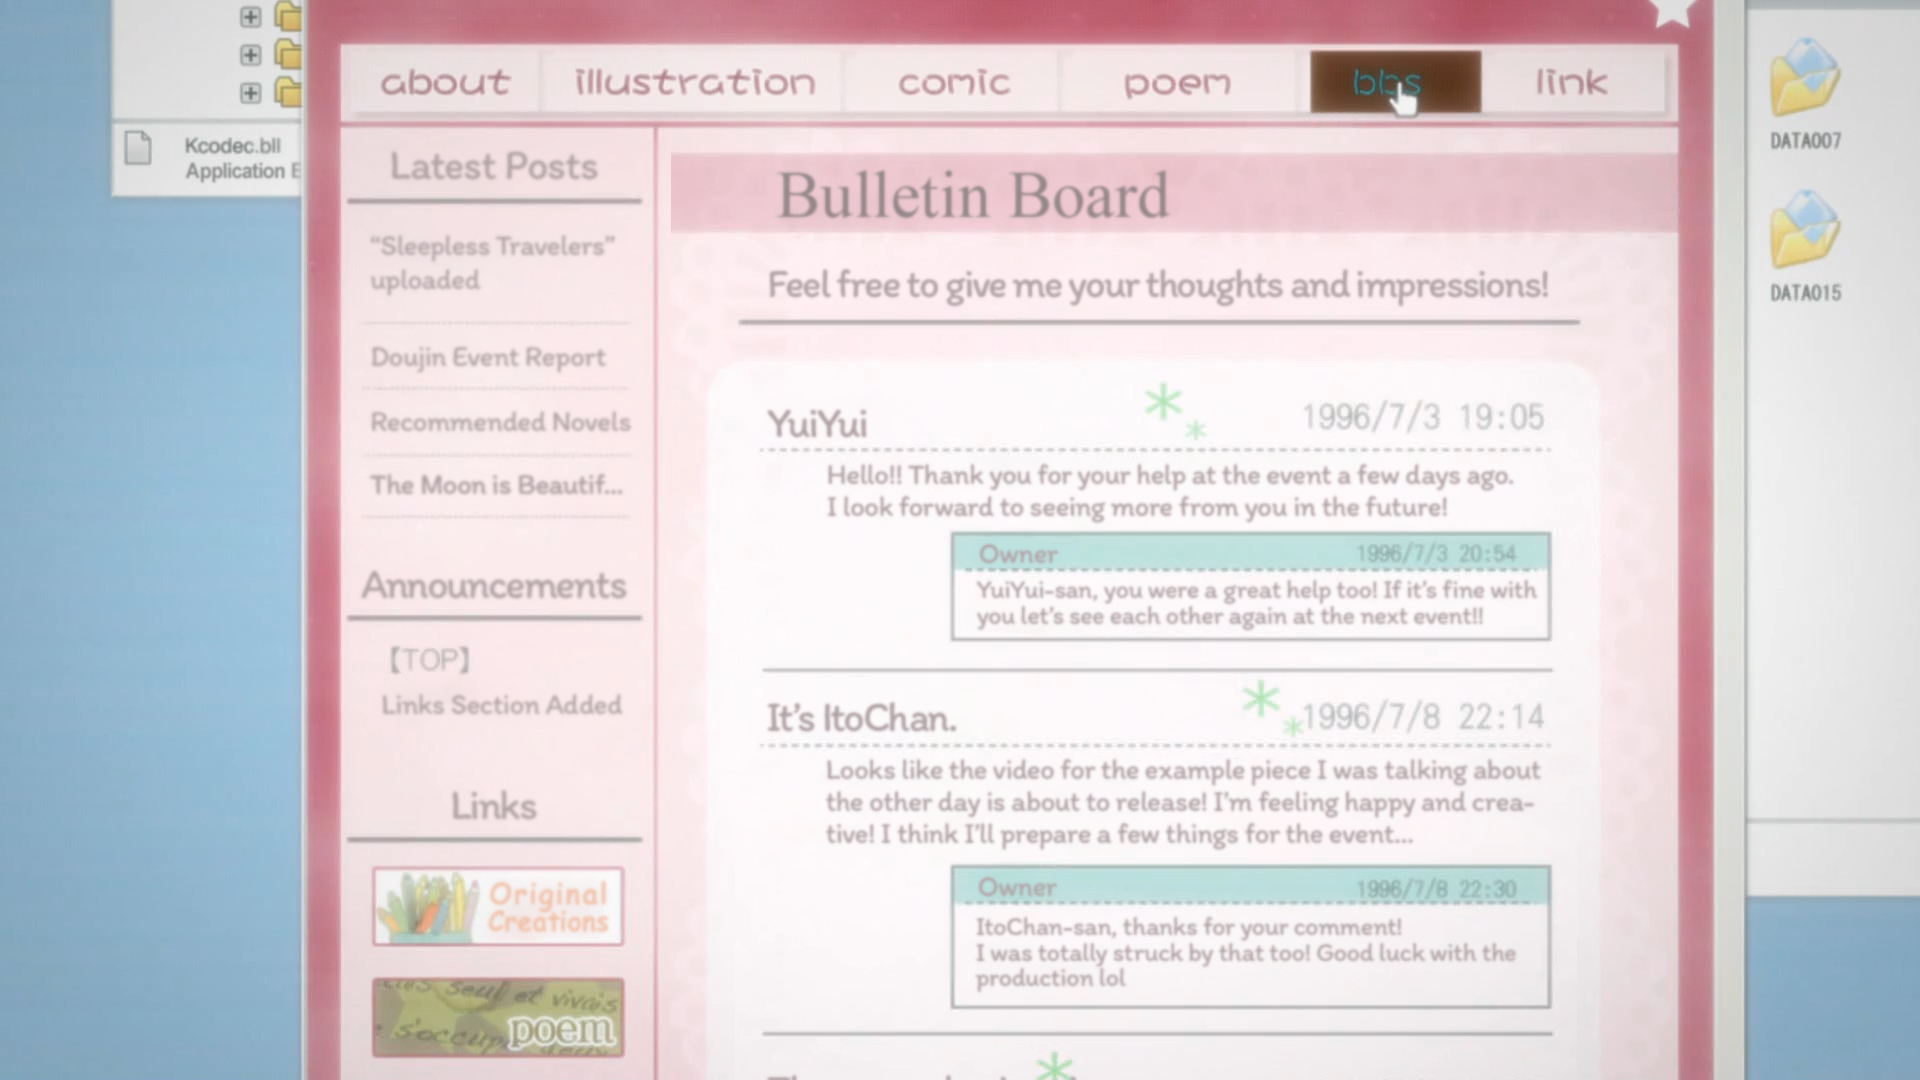 about
illustration
comic
poem
bbs
link
Kcodec.bll
Application E
DATA007
DATA015
Latest Posts
"Sleepless Travelers"
uploaded
Doujin Event Report
Recommended Novels
The Moon is Beautif...
Announcements
【TOP】
Links Section Added
Links
Original
Creations
seul et vivais
s'occup
poem
Bulletin Board
Feel free to give me your thoughts and impressions!
YuiYui 1996/7/3 19:05
Hello!! Thank you for your help at the event a few days ago.
I look forward to seeing more from you in the future!
Owner 1996/7/3 20:54
YuiYui-san, you were a great help too! If it's fine with
you let's see each other again at the next event!!
It's ItoChan. 1996/7/8 22:14
Looks like the video for the example piece I was talking about
the other day is about to release! I'm feeling happy and crea-
tive! I think I'll prepare a few things for the event...
Owner 1996/7/8 22:30
ItoChan-san, thanks for your comment!
I was totally struck by that too! Good luck with the
production lol